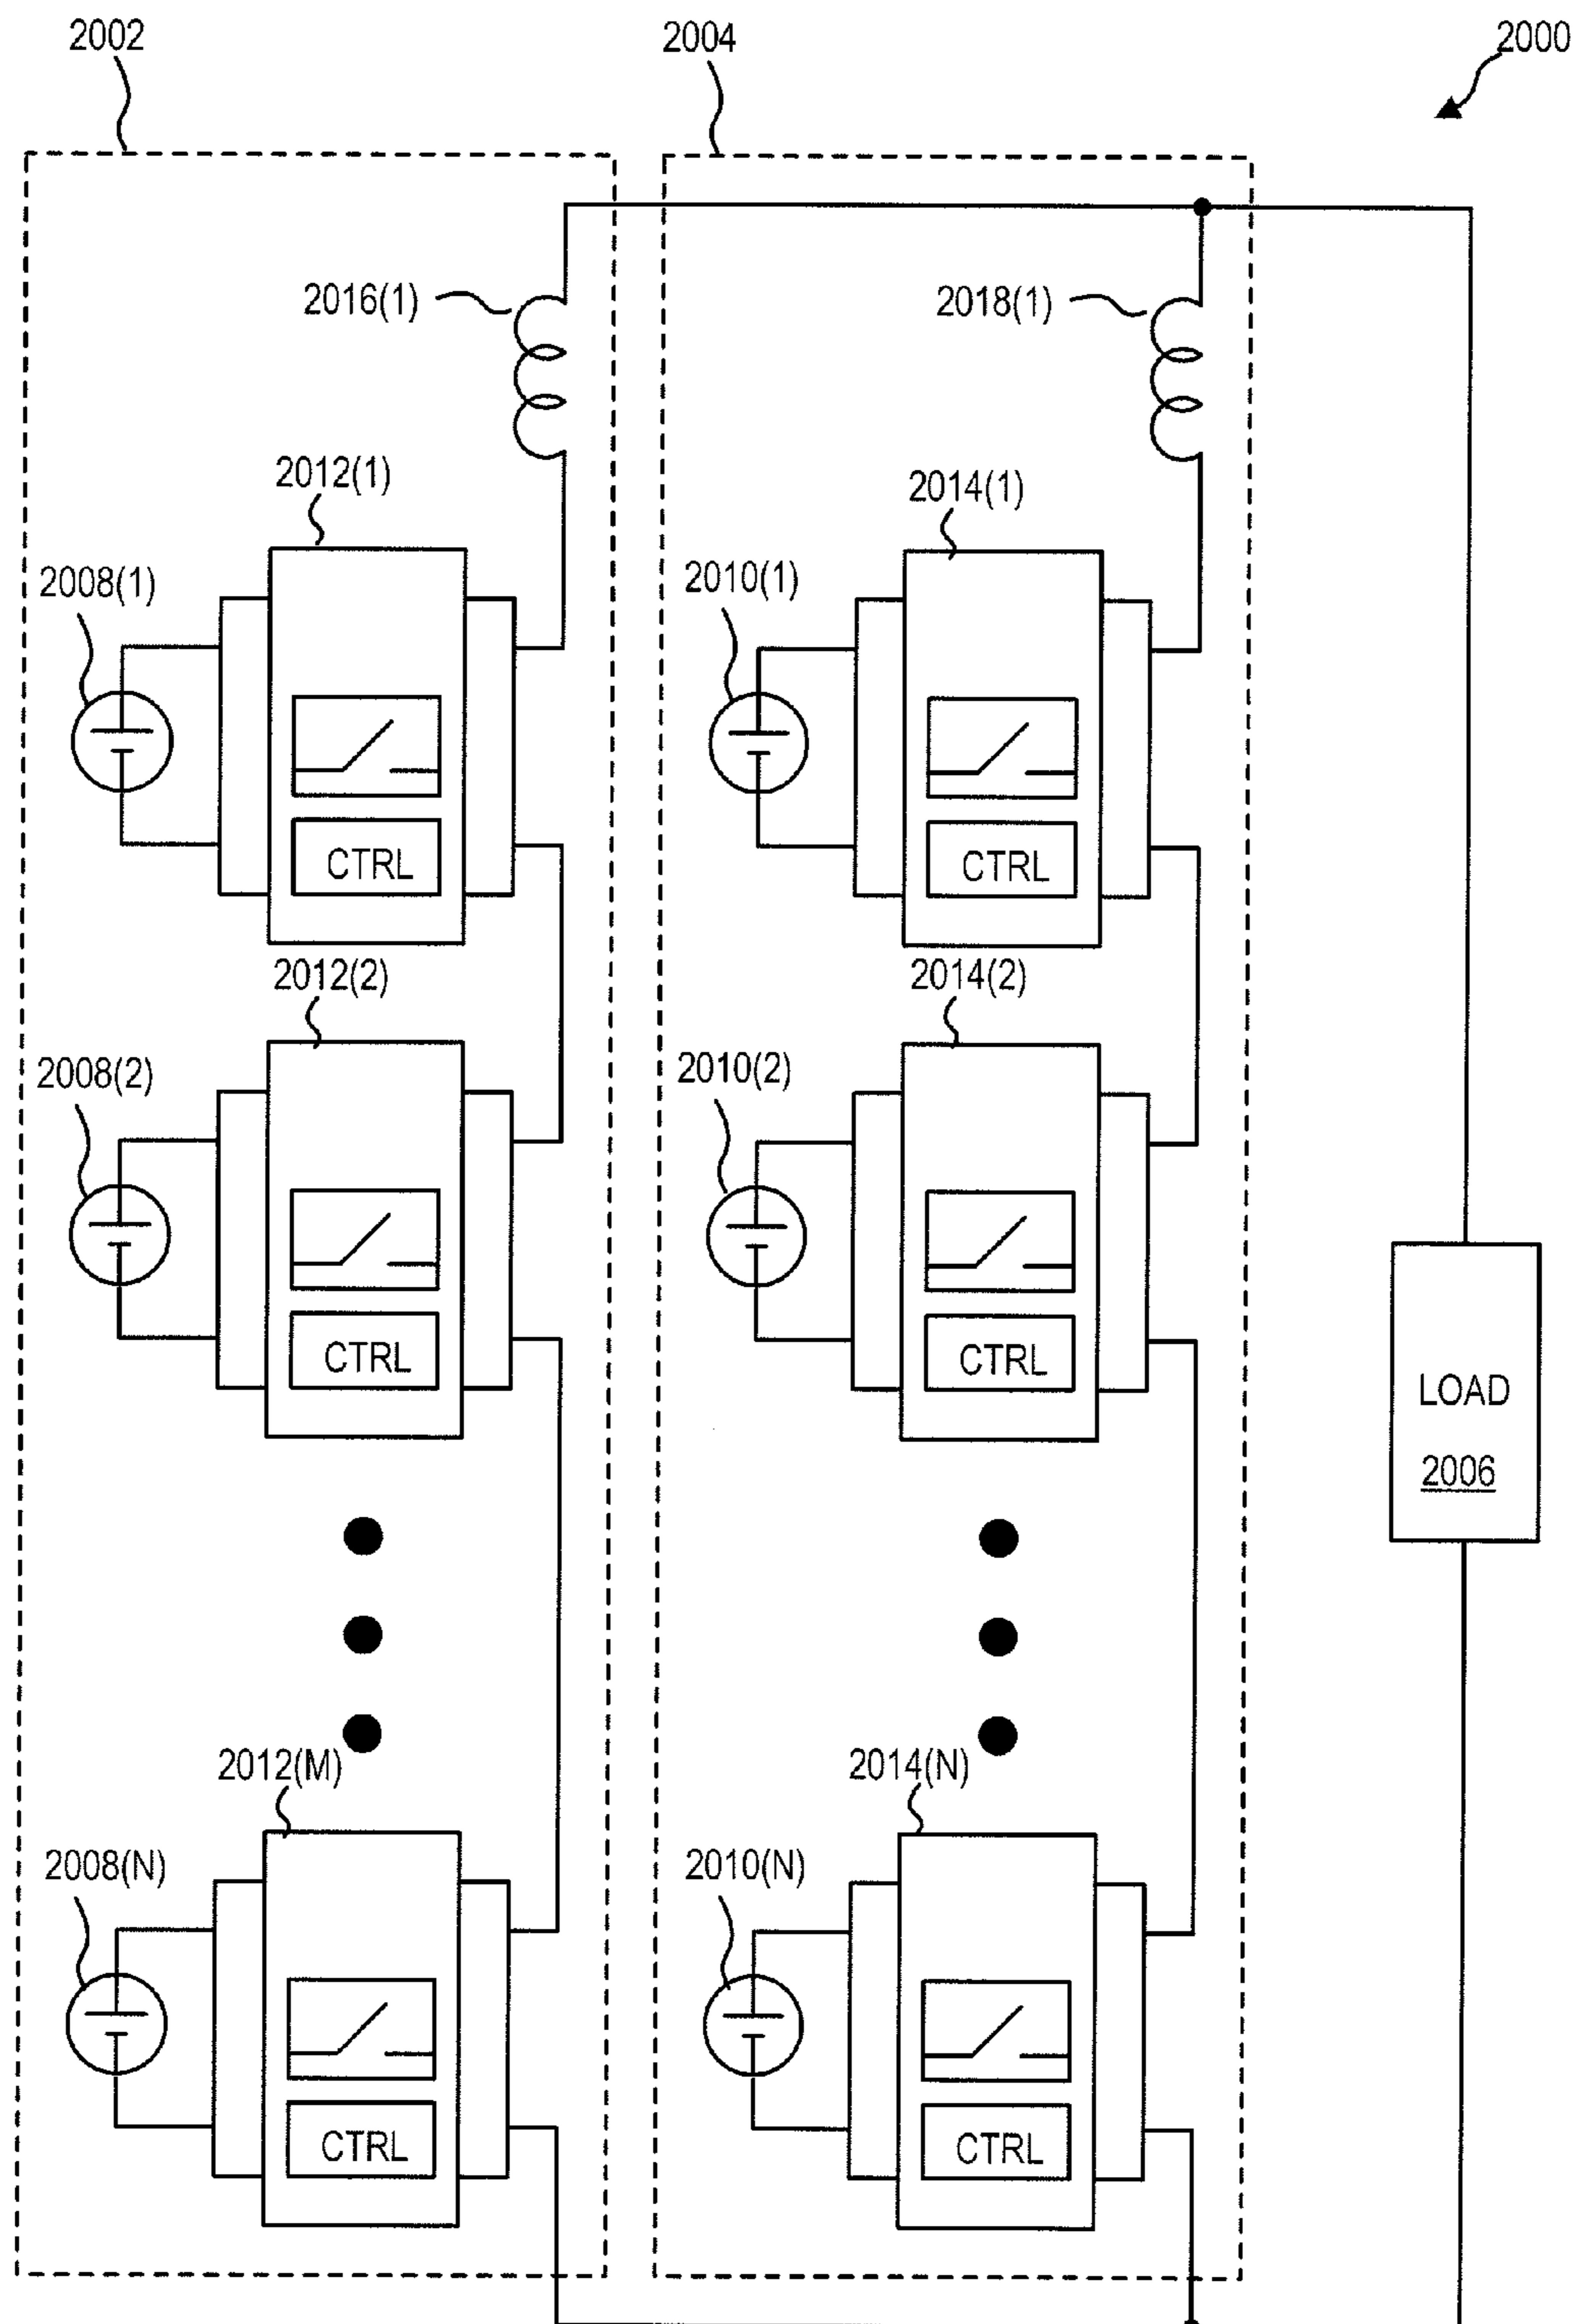 2002
2004
2000
2016(1)
2018(1)
2012(1)
2014(1)
2008(1)
2010(1)
CTRL
CTRL
2012(2)
2014(2)
2008(2)
2010(2)
CTRL
CTRL
LOAD
2006
2012(M)
2014(N)
2008(N)
2010(N)
CTRL
CTRL